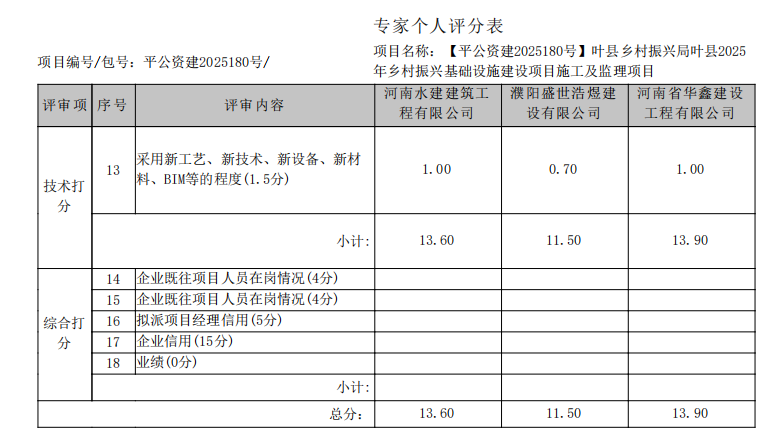 专家个人评分表
项目编号/包号：平公资建2025180号/
项目名称：【平公资建2025180号】叶县乡村振兴局叶县2025
年乡村振兴基础设施建设项目施工及监理项目
评审项 序号 评审内容 河南水建建筑工程有限公司 濮阳盛世浩煜建设有限公司 河南省华鑫建设工程有限公司
技术打分 13 采用新工艺、新技术、新设备、新材料、BIM等的程度(1.5分) 1.00 0.70 1.00
小计: 13.60 11.50 13.90
综合打分 14 企业既往项目人员在岗情况(4分)
15 企业既往项目人员在岗情况(4分)
16 拟派项目经理信用(5分)
17 企业信用(15分)
18 业绩(0分)
小计:
总分: 13.60 11.50 13.90